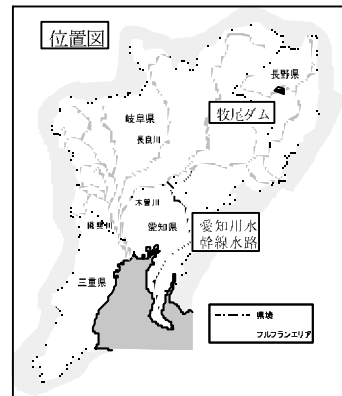 位置図
長野県
岐阜県
牧尾ダム
長良川
木曽川
愛知県
愛知川水
幹線水路
揖斐川
三重県
県境
フルプランエリア